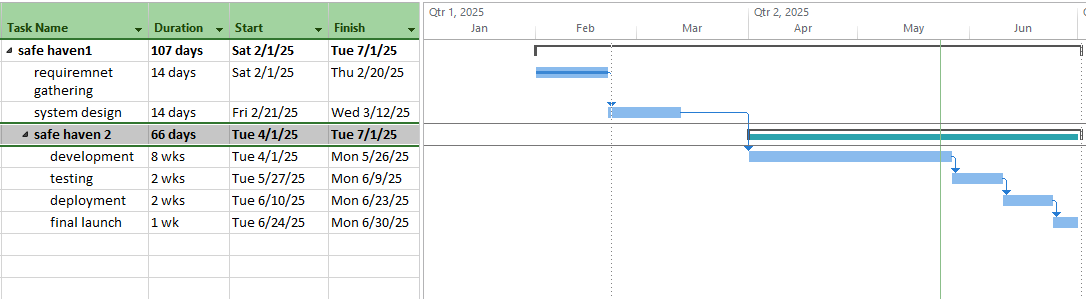 Qtr 1, 2025 Qtr 2, 2025
Task Name Duration Start Finish Jan Feb Mar Apr May Jun
safe haven1 107 days Sat 2/1/25 Tue 7/1/25
requiremnet 14 days Sat 2/1/25 Thu 2/20/25
gathering
system design 14 days Fri 2/21/25 Wed 3/12/25
safe haven 2 66 days Tue 4/1/25 Tue 7/1/25
development 8 wks Tue 4/1/25 Mon 5/26/25
testing 2 wks Tue 5/27/25 Mon 6/9/25
deployment 2 wks Tue 6/10/25 Mon 6/23/25
final launch 1 wk Tue 6/24/25 Mon 6/30/25